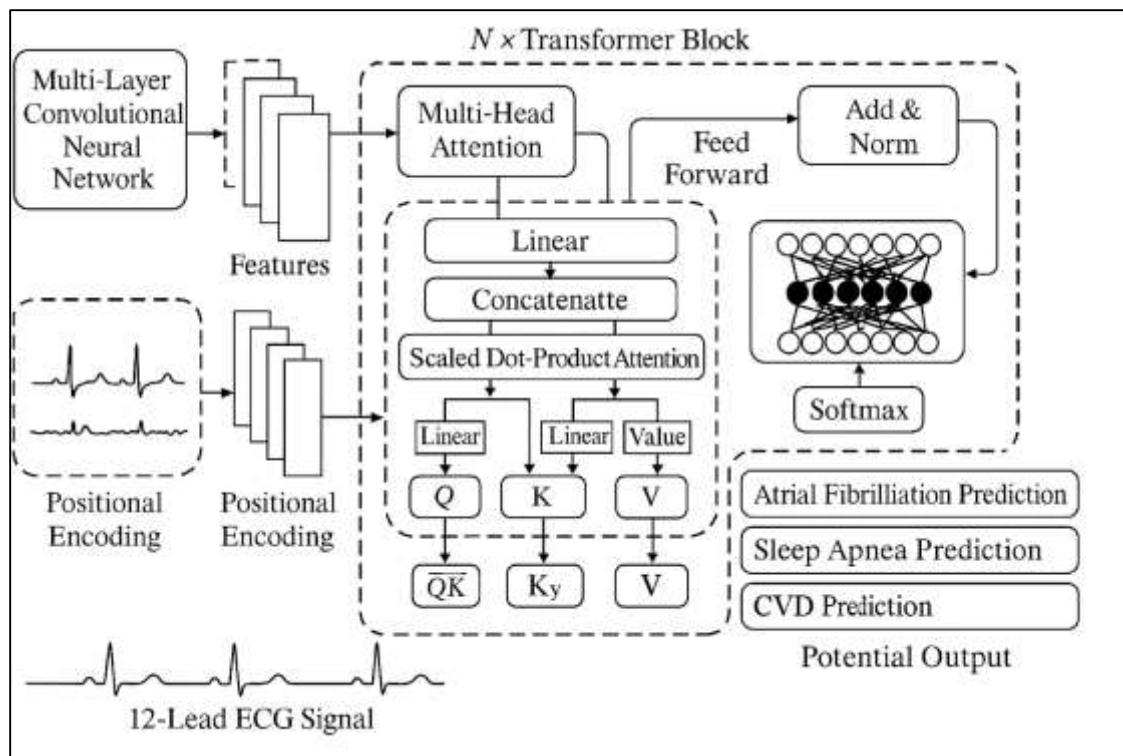 N × Transformer Block
Multi-Layer
Convolutional
Neural
Network
Features
Multi-Head
Attention
Feed
Forward
Add &
Norm
Linear
Concatenatte
Scaled Dot-Product Attention
Linear
Linear
Value
Q
K
V
QK
Ky
V
Softmax
Positional
Encoding
Positional
Encoding
Atrial Fibrilliation Prediction
Sleep Apnea Prediction
CVD Prediction
Potential Output
12-Lead ECG Signal